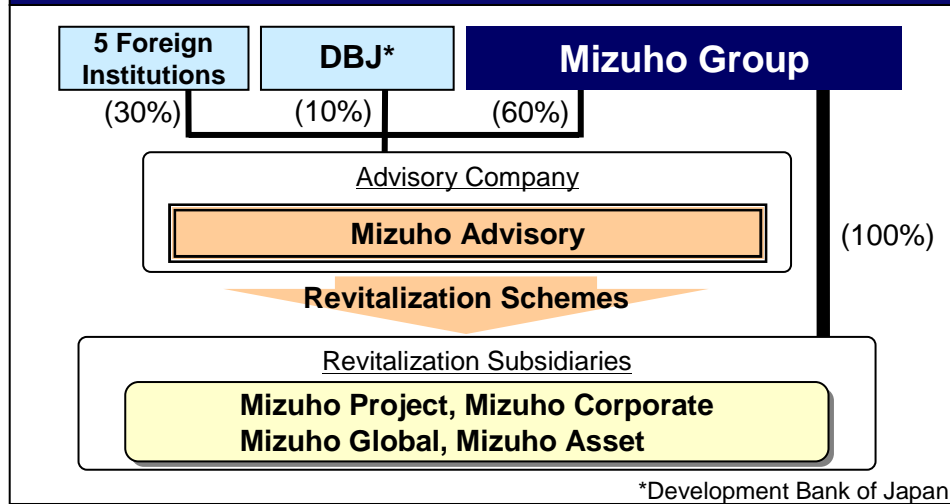 5 Foreign
Institutions
DBJ*
Mizuho Group
(30%)
(10%)
(60%)
Advisory Company
Mizuho Advisory
(100%)
Revitalization Schemes
Revitalization Subsidiaries
Mizuho Project, Mizuho Corporate
Mizuho Global, Mizuho Asset
*Development Bank of Japan